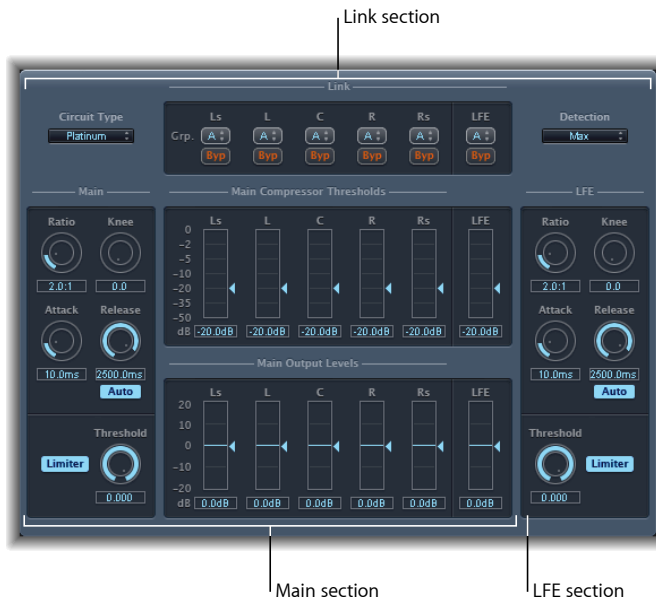 Link section
Link
Circuit Type
Platinum
Ls L C R Rs LFE
Grp. A A A A A A
Byp Byp Byp Byp Byp Byp
Detection
Max
Main
Ratio Knee
2.0:1 0.0
Attack Release
10.0ms 2500.0ms
Auto
Threshold
Limiter
0.000
Main Compressor Thresholds
Ls L C R Rs LFE
0
-2
-5
-10
-20
-35
-50
dB -20.0dB -20.0dB -20.0dB -20.0dB -20.0dB -20.0dB
Main Output Levels
Ls L C R Rs LFE
20
10
0
-10
-20
dB 0.0dB 0.0dB 0.0dB 0.0dB 0.0dB 0.0dB
LFE
Ratio Knee
2.0:1 0.0
Attack Release
10.0ms 2500.0ms
Auto
Threshold
Limiter
0.000
Main section
LFE section